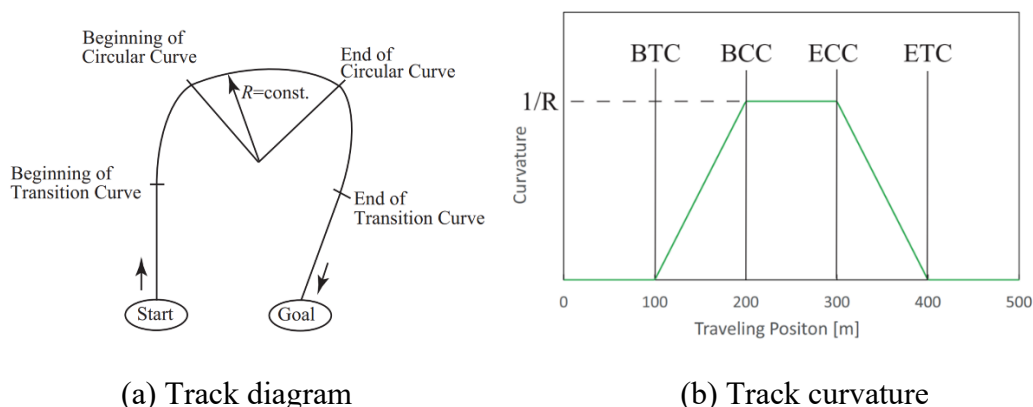 Beginning of
Circular Curve
End of
Circular Curve
R=const.
Beginning of
Transition Curve
End of
Transition Curve
Start
Goal
(a) Track diagram
BTC
BCC
ECC
ETC
1/R
Curvature
0
100
200
300
400
500
Traveling Positon [m]
(b) Track curvature